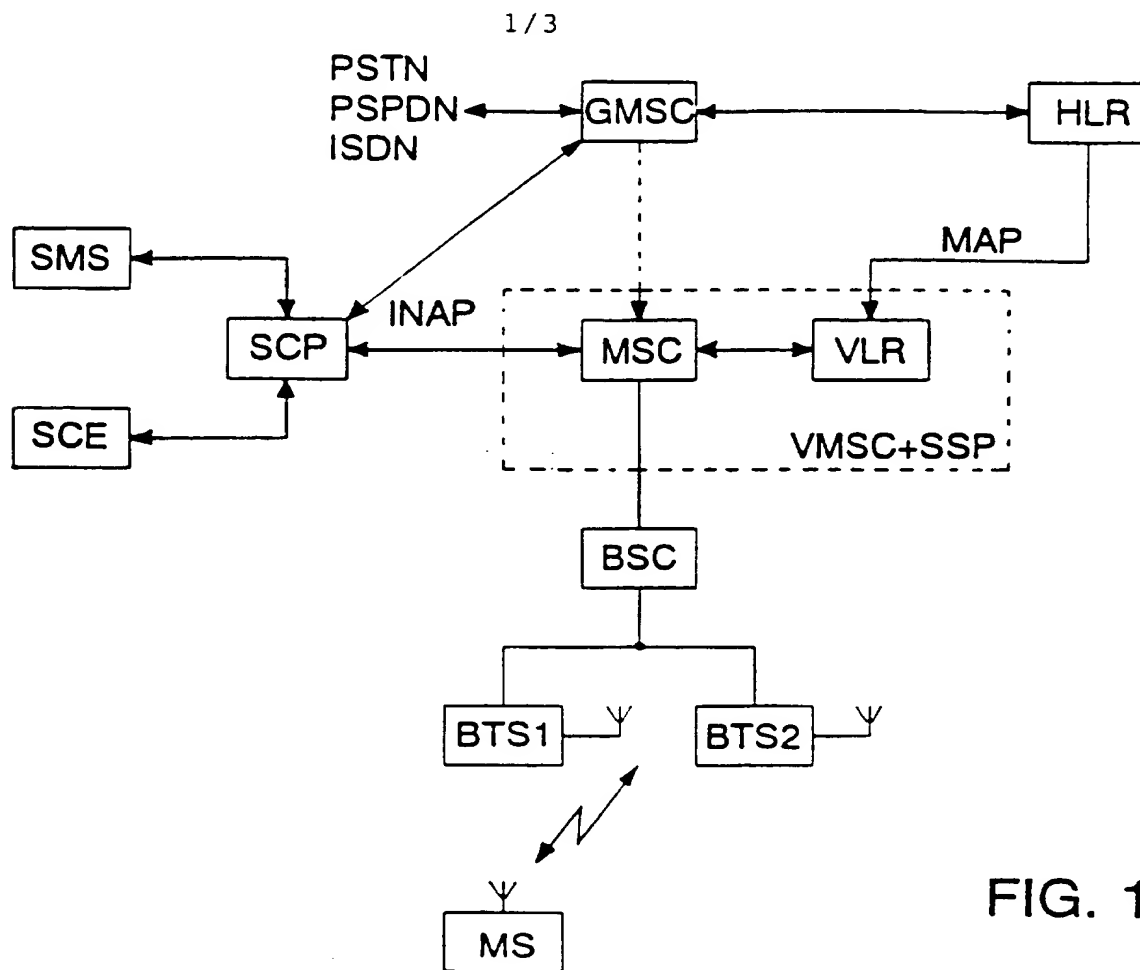 1/3
PSTN
PSPDN
ISDN
GMSC
HLR
MAP
SMS
INAP
SCP
MSC
VLR
SCE
VMSC+SSP
BSC
BTS1
BTS2
MS
FIG. 1